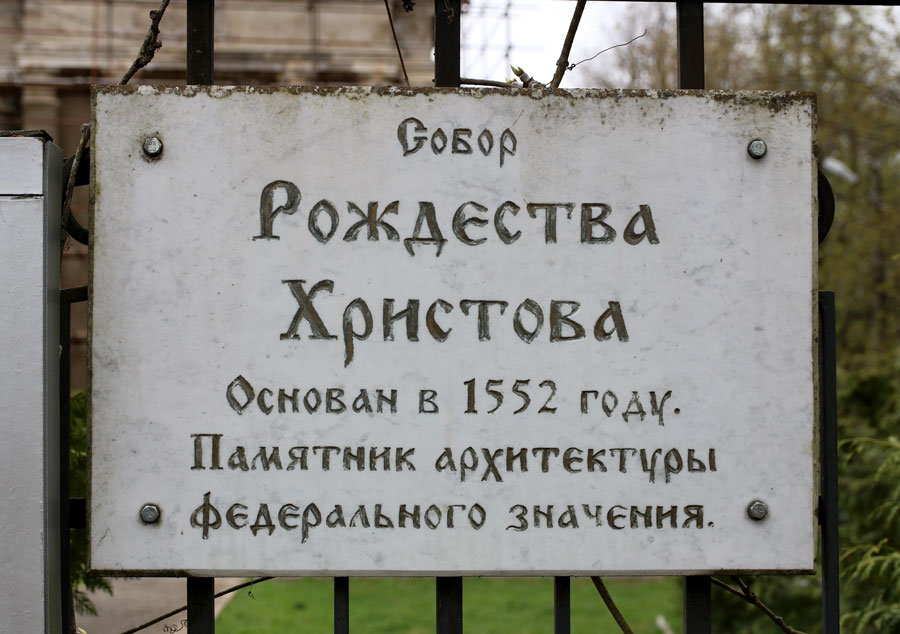 Собор
Рождества
Христова
Основан в 1552 году.
Памятник архитектуры
федерального значения.